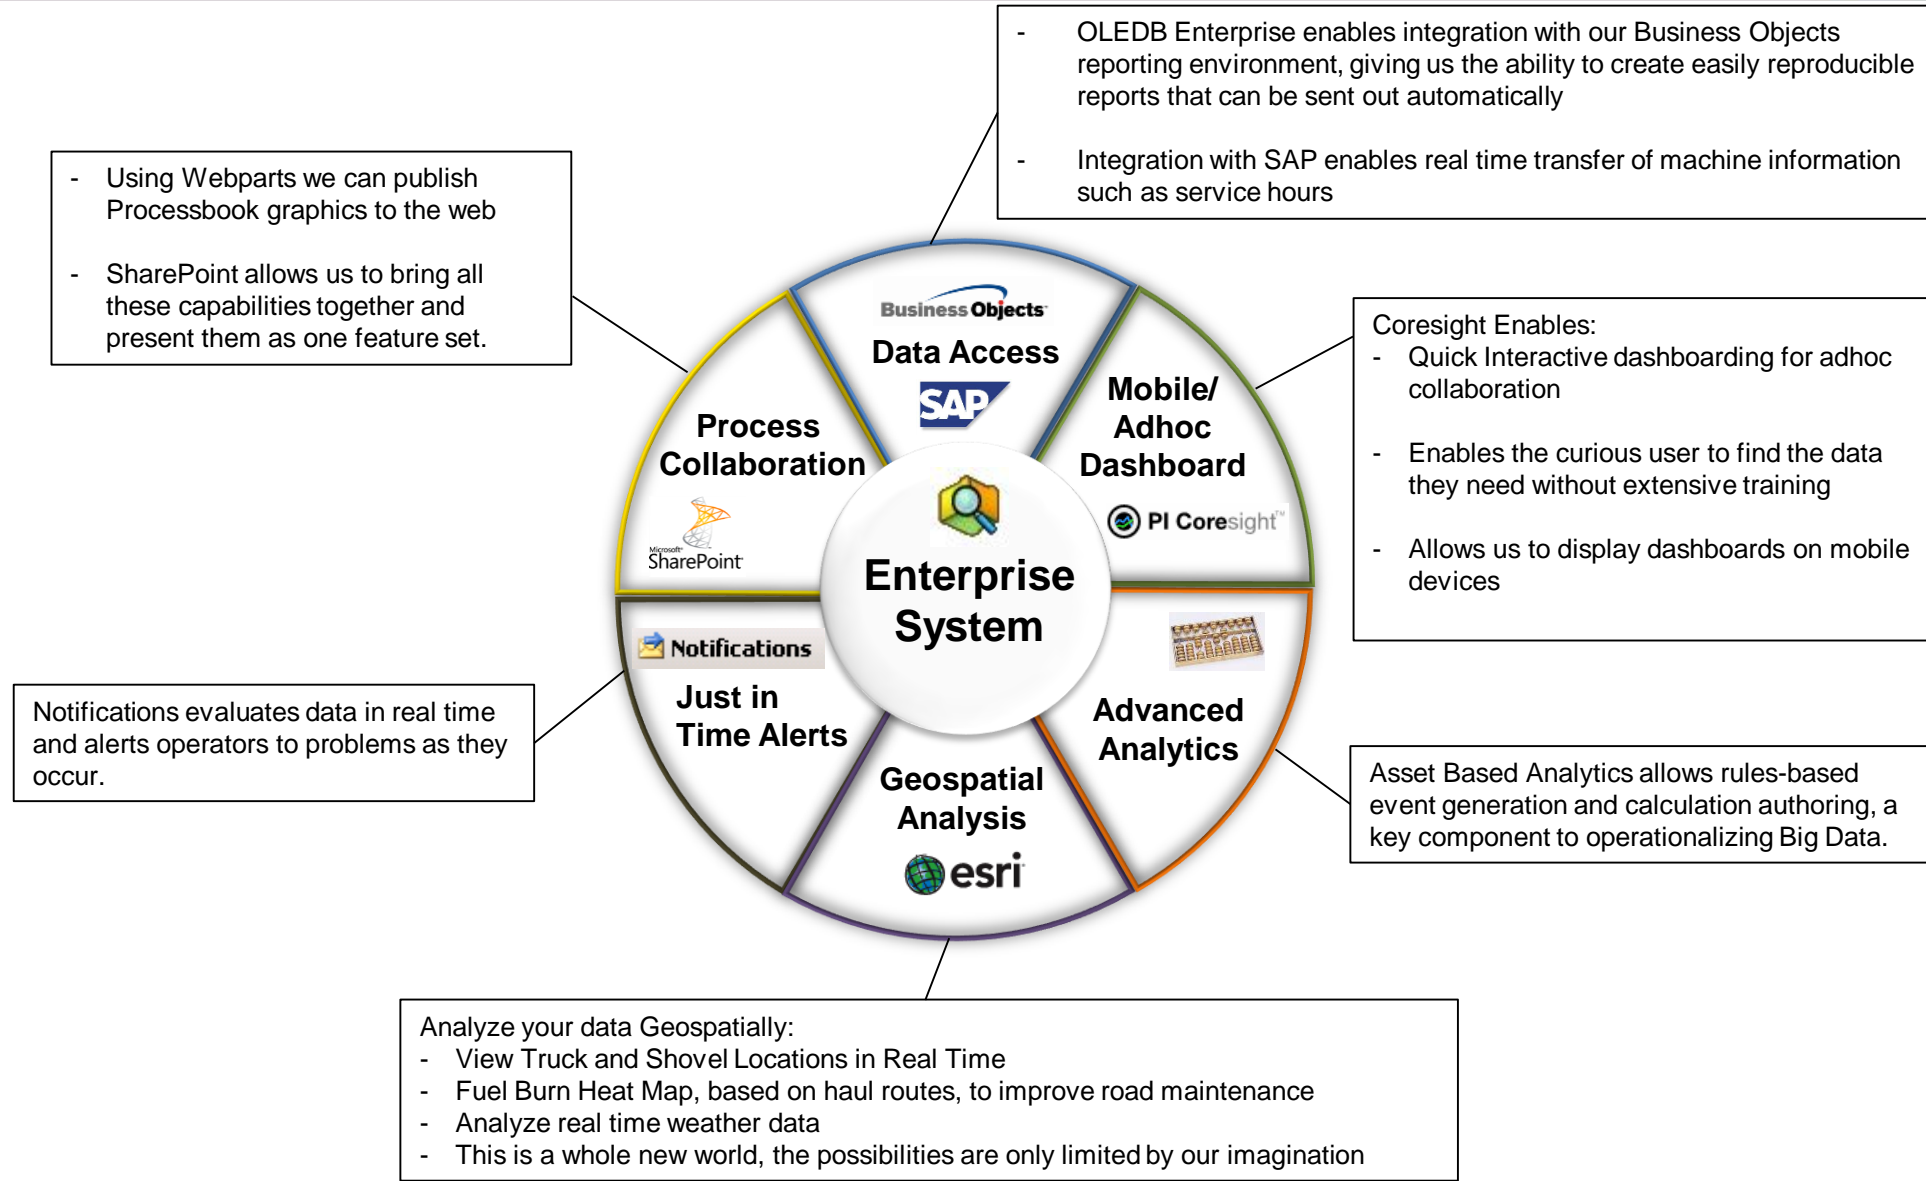 - OLEDB Enterprise enables integration with our Business Objects
reporting environment, giving us the ability to create easily reproducible
reports that can be sent out automatically
- Integration with SAP enables real time transfer of machine information
such as service hours
- Using Webparts we can publish
Processbook graphics to the web
- SharePoint allows us to bring all
these capabilities together and
present them as one feature set.
Business Objects™
Data Access
SAP
Mobile/
Adhoc
Dashboard
PI Coresight™
Process
Collaboration
Microsoft®
SharePoint
Enterprise
System
Coresight Enables:
- Quick Interactive dashboarding for adhoc
collaboration
- Enables the curious user to find the data
they need without extensive training
- Allows us to display dashboards on mobile
devices
Notifications
Just in
Time Alerts
Advanced
Analytics
Geospatial
Analysis
esri
Notifications evaluates data in real time
and alerts operators to problems as they
occur.
Asset Based Analytics allows rules-based
event generation and calculation authoring, a
key component to operationalizing Big Data.
Analyze your data Geospatially:
- View Truck and Shovel Locations in Real Time
- Fuel Burn Heat Map, based on haul routes, to improve road maintenance
- Analyze real time weather data
- This is a whole new world, the possibilities are only limited by our imagination